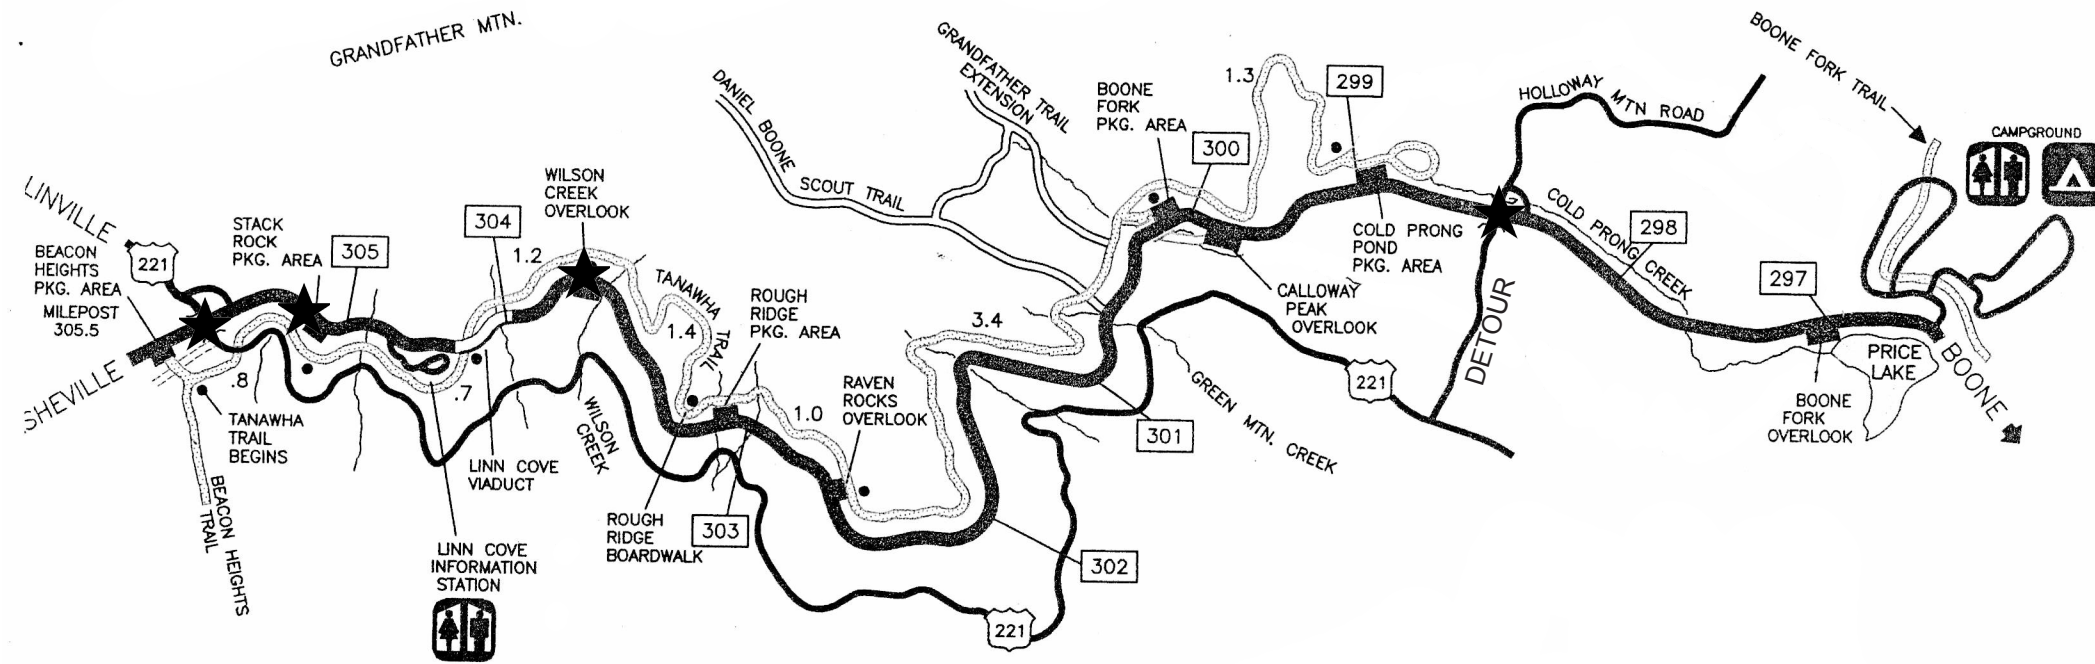 GRANDFATHER MTN.
LINVILLE
221
BEACON
HEIGHTS
PKG. AREA
MILEPOST
305.5
STACK
ROCK
PKG. AREA
305
304
1.2
WILSON
CREEK
OVERLOOK
TANAWHA TRAIL
1.4
ROUGH
RIDGE
PKG. AREA
SHEVILLE
.8
TANAWHA
TRAIL
BEGINS
BEACON HEIGHTS
TRAIL
.7
LINN COVE
VIADUCT
LINN COVE
INFORMATION
STATION
WILSON
CREEK
ROUGH
RIDGE
BOARDWALK
303
1.0
RAVEN
ROCKS
OVERLOOK
DANIEL BOONE SCOUT TRAIL
GRANDFATHER TRAIL
EXTENSION
BOONE
FORK
PKG. AREA
300
1.3
299
3.4
301
302
221
GREEN MTN. CREEK
CALLOWAY
PEAK
OVERLOOK
221
COLD PRONG
POND
PKG. AREA
DETOUR
HOLLOWAY MTN ROAD
COLD PRONG CREEK
298
297
BOONE FORK TRAIL
CAMPGROUND
PRICE
LAKE
BOONE
FORK
OVERLOOK
BOONE